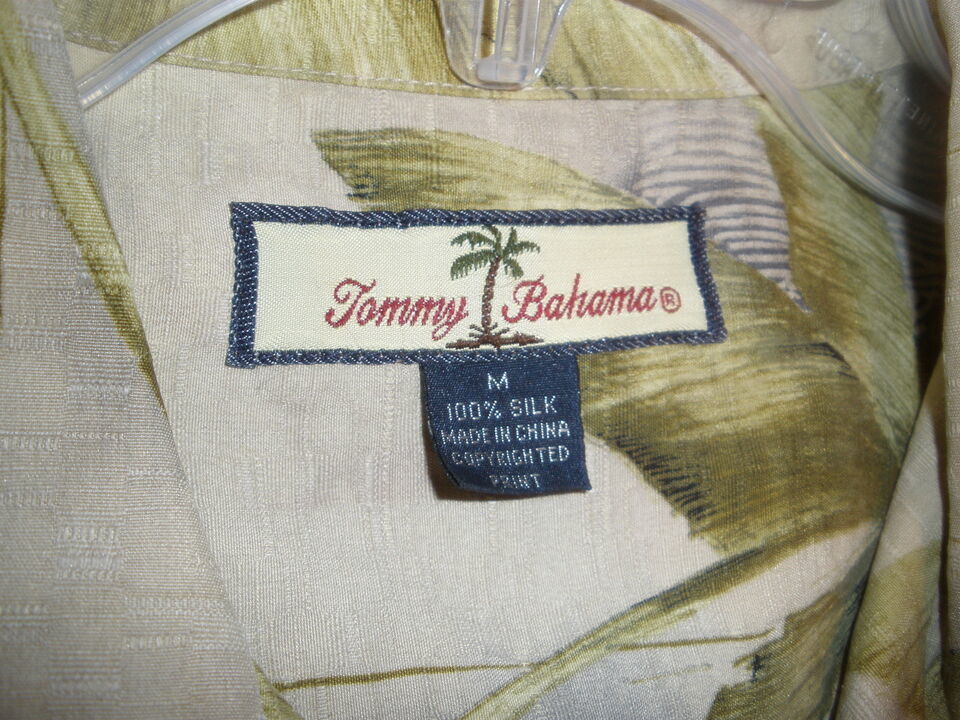 Tommy Bahama®
M
100% SILK
MADE IN CHINA
COPYRIGHTED
PRINT